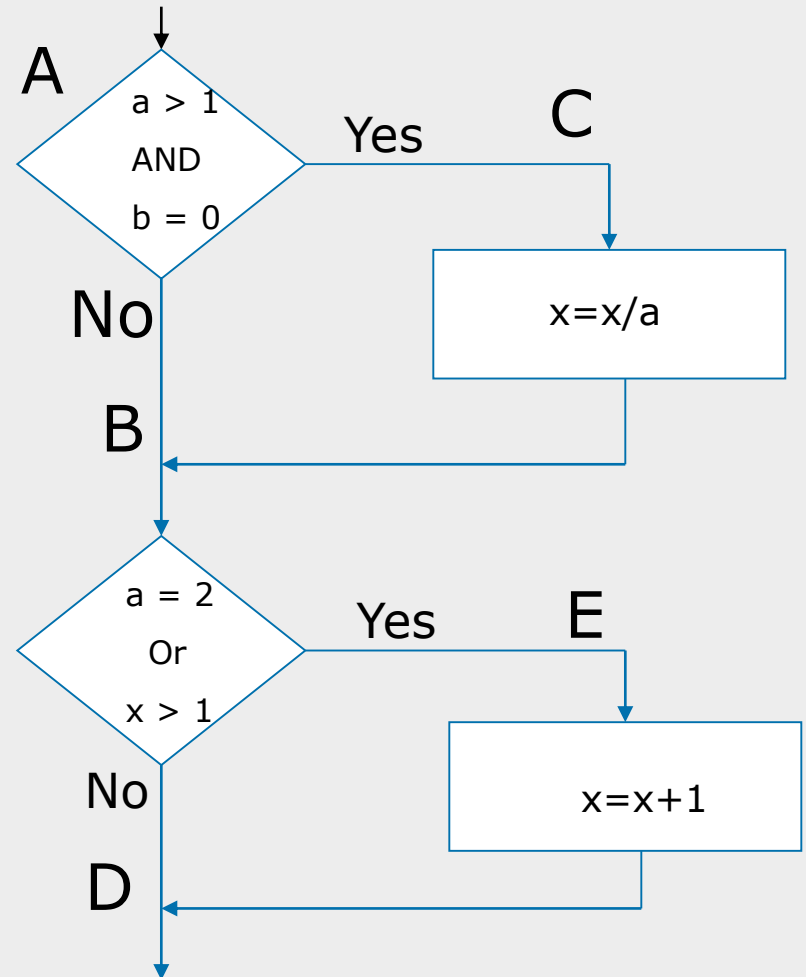 A
a > 1
AND
b = 0
Yes
C
x=x/a
No
B
a = 2
Or
x > 1
Yes
E
x=x+1
No
D